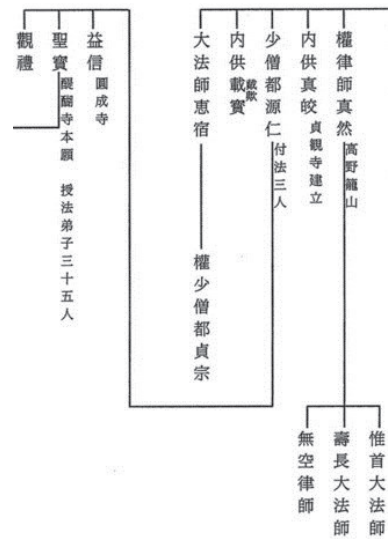 權律師真然 高野籠山
惟首大法師
壽長大法師
無空律師
内供真皎 貞観寺建立
少僧都源仁 付法三人
内供載寶 戴歟
大法師恵宿
權少僧都貞宗
益信 圓成寺
聖寶 醍醐寺本願 授法弟子三十五人
觀禮